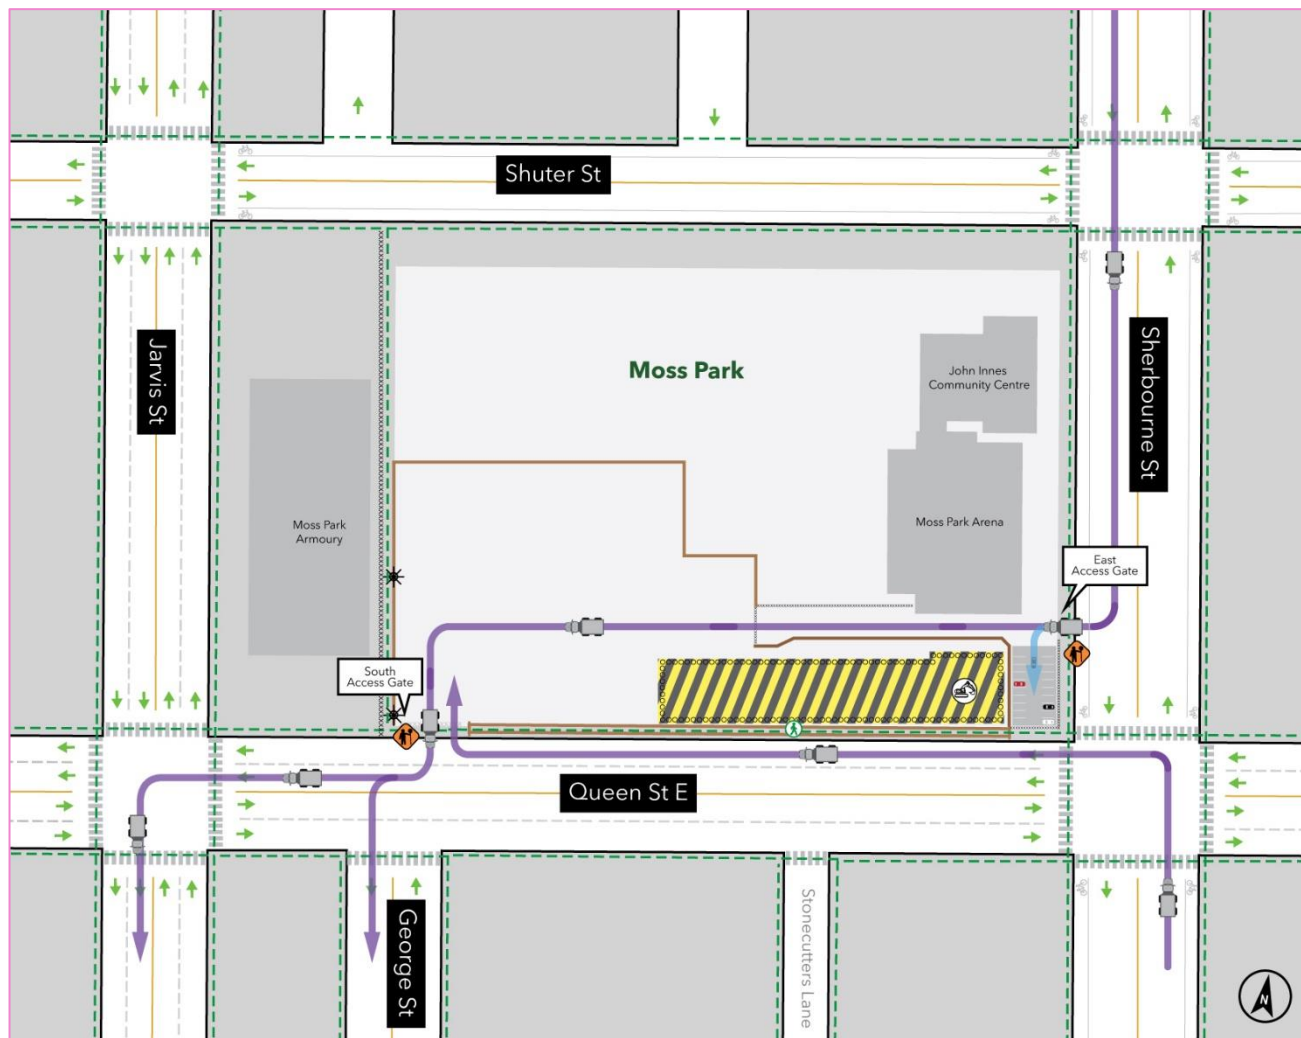 Shuter St
Jarvis St
Moss Park
Sherbourne St
John Innes
Community Centre
Moss Park
Armoury
Moss Park Arena
East
Access Gate
South
Access Gate
Queen St E
George St
Stonecutters Lane
N